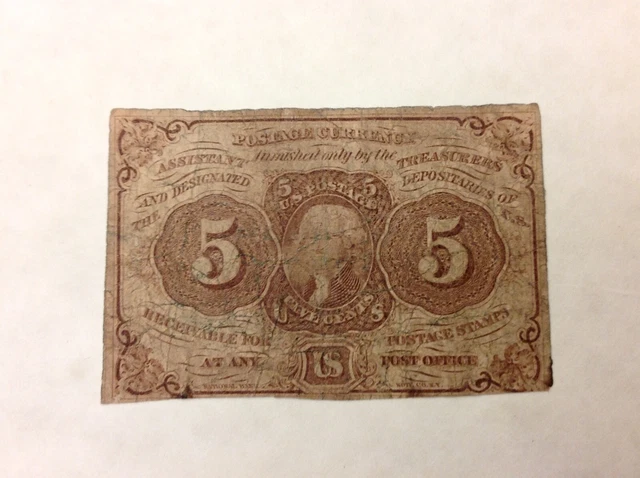 POSTAGE CURRENCY
furnished only by the
ASSISTANT TREASURERS
AND DESIGNATED DEPOSITARIES OF
THE U.S.
5 5
U.S. POSTAGE
5 5
FIVE CENTS
RECEIVABLE FOR POSTAGE STAMPS
AT ANY US POST OFFICE